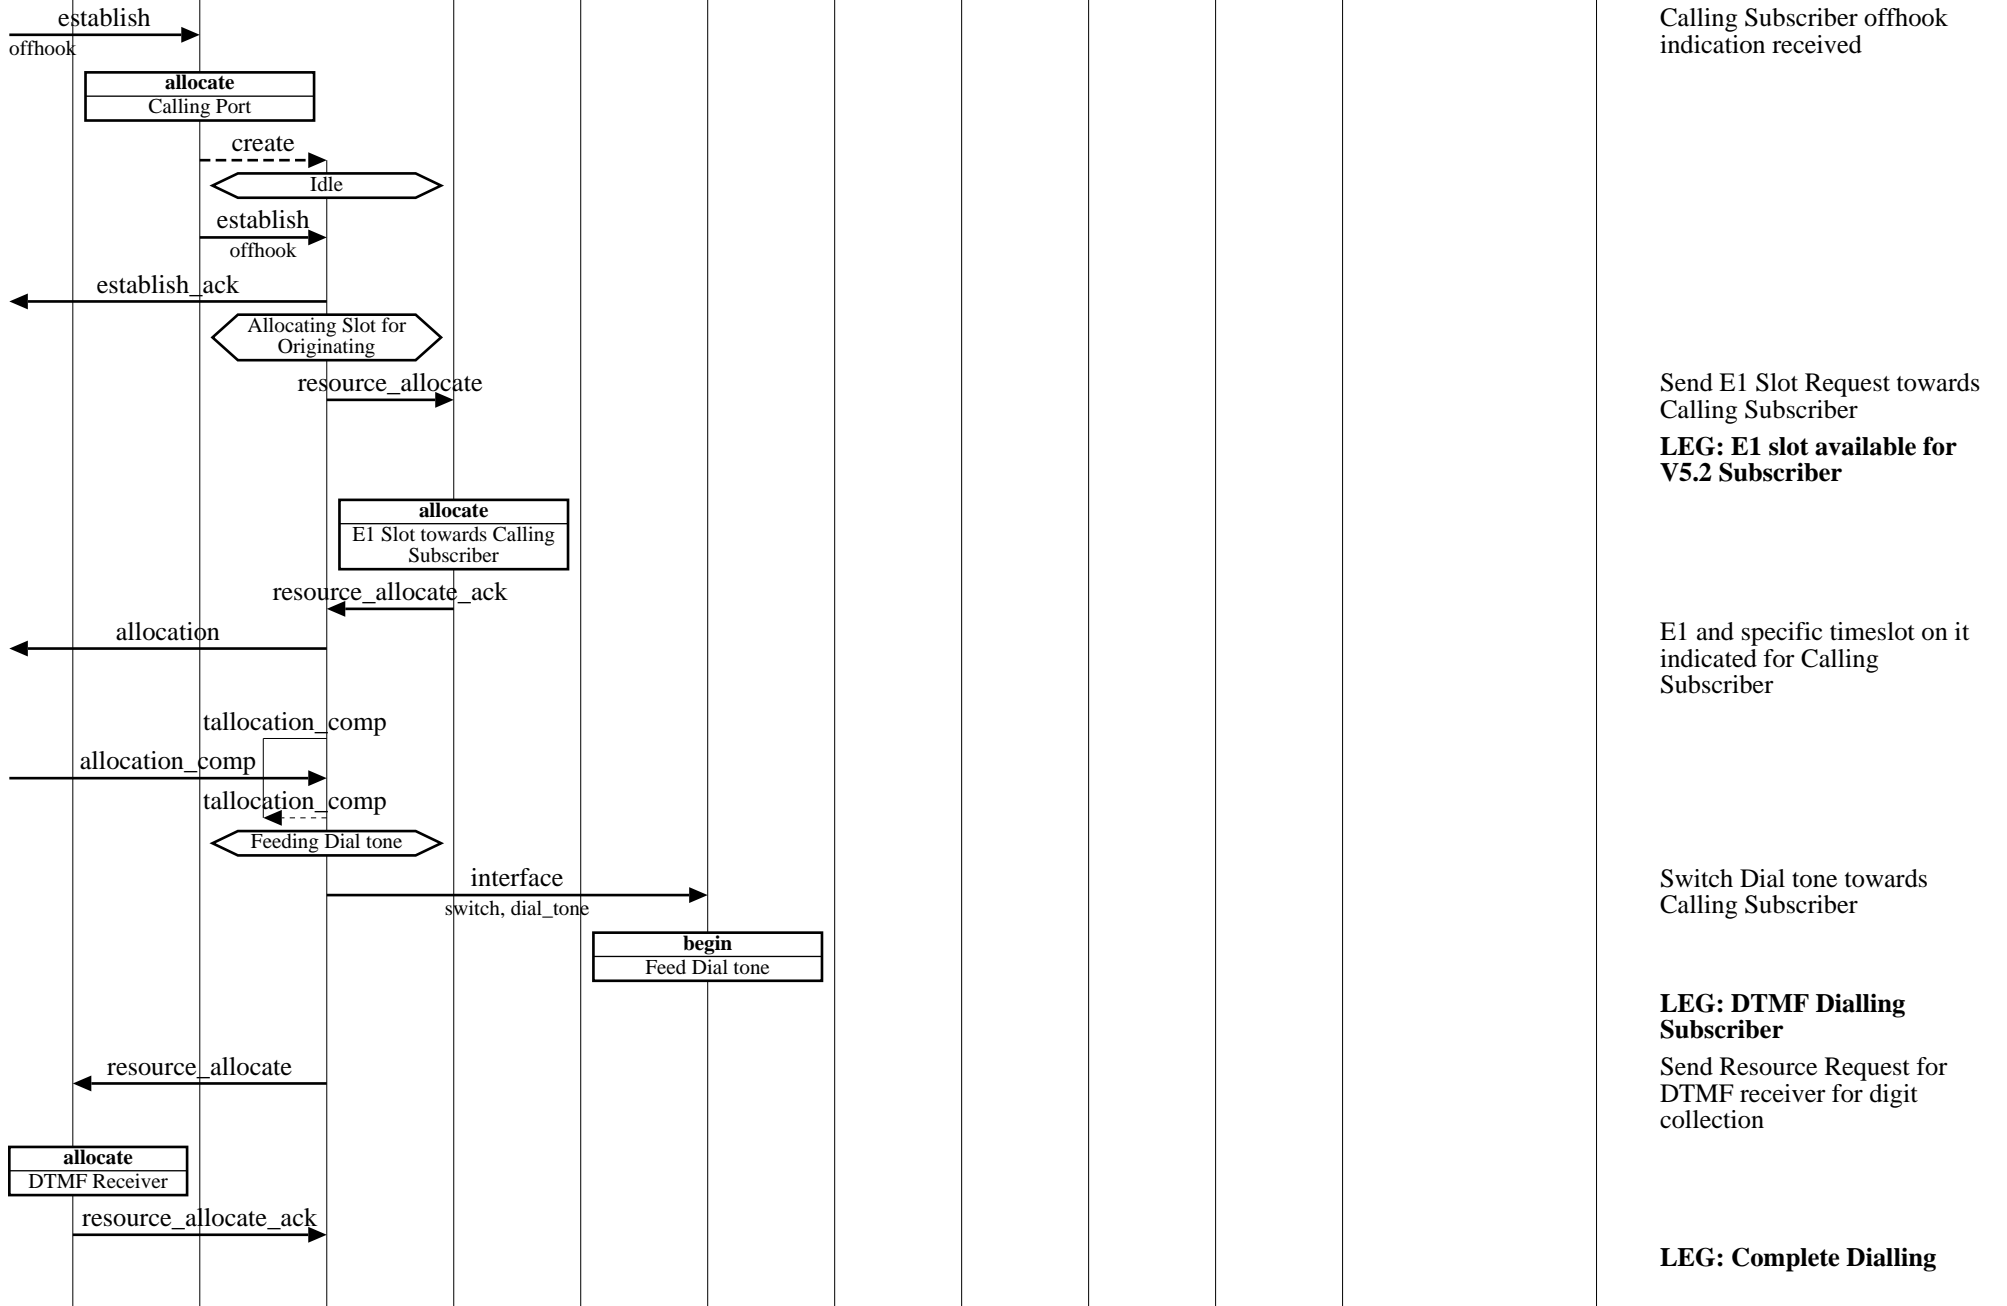 establish
Calling Subscriber offhook
indication received
offhook
allocate
Calling Port
create
Idle
establish
offhook
establish_ack
Allocating Slot for
Originating
resource_allocate
Send E1 Slot Request towards
Calling Subscriber
LEG: E1 slot available for
V5.2 Subscriber
allocate
E1 Slot towards Calling
Subscriber
resource_allocate_ack
allocation
E1 and specific timeslot on it
indicated for Calling
Subscriber
tallocation_comp
allocation_comp
tallocation_comp
Feeding Dial tone
interface
switch, dial_tone
Switch Dial tone towards
Calling Subscriber
begin
Feed Dial tone
LEG: DTMF Dialling
Subscriber
resource_allocate
Send Resource Request for
DTMF receiver for digit
collection
allocate
DTMF Receiver
resource_allocate_ack
LEG: Complete Dialling